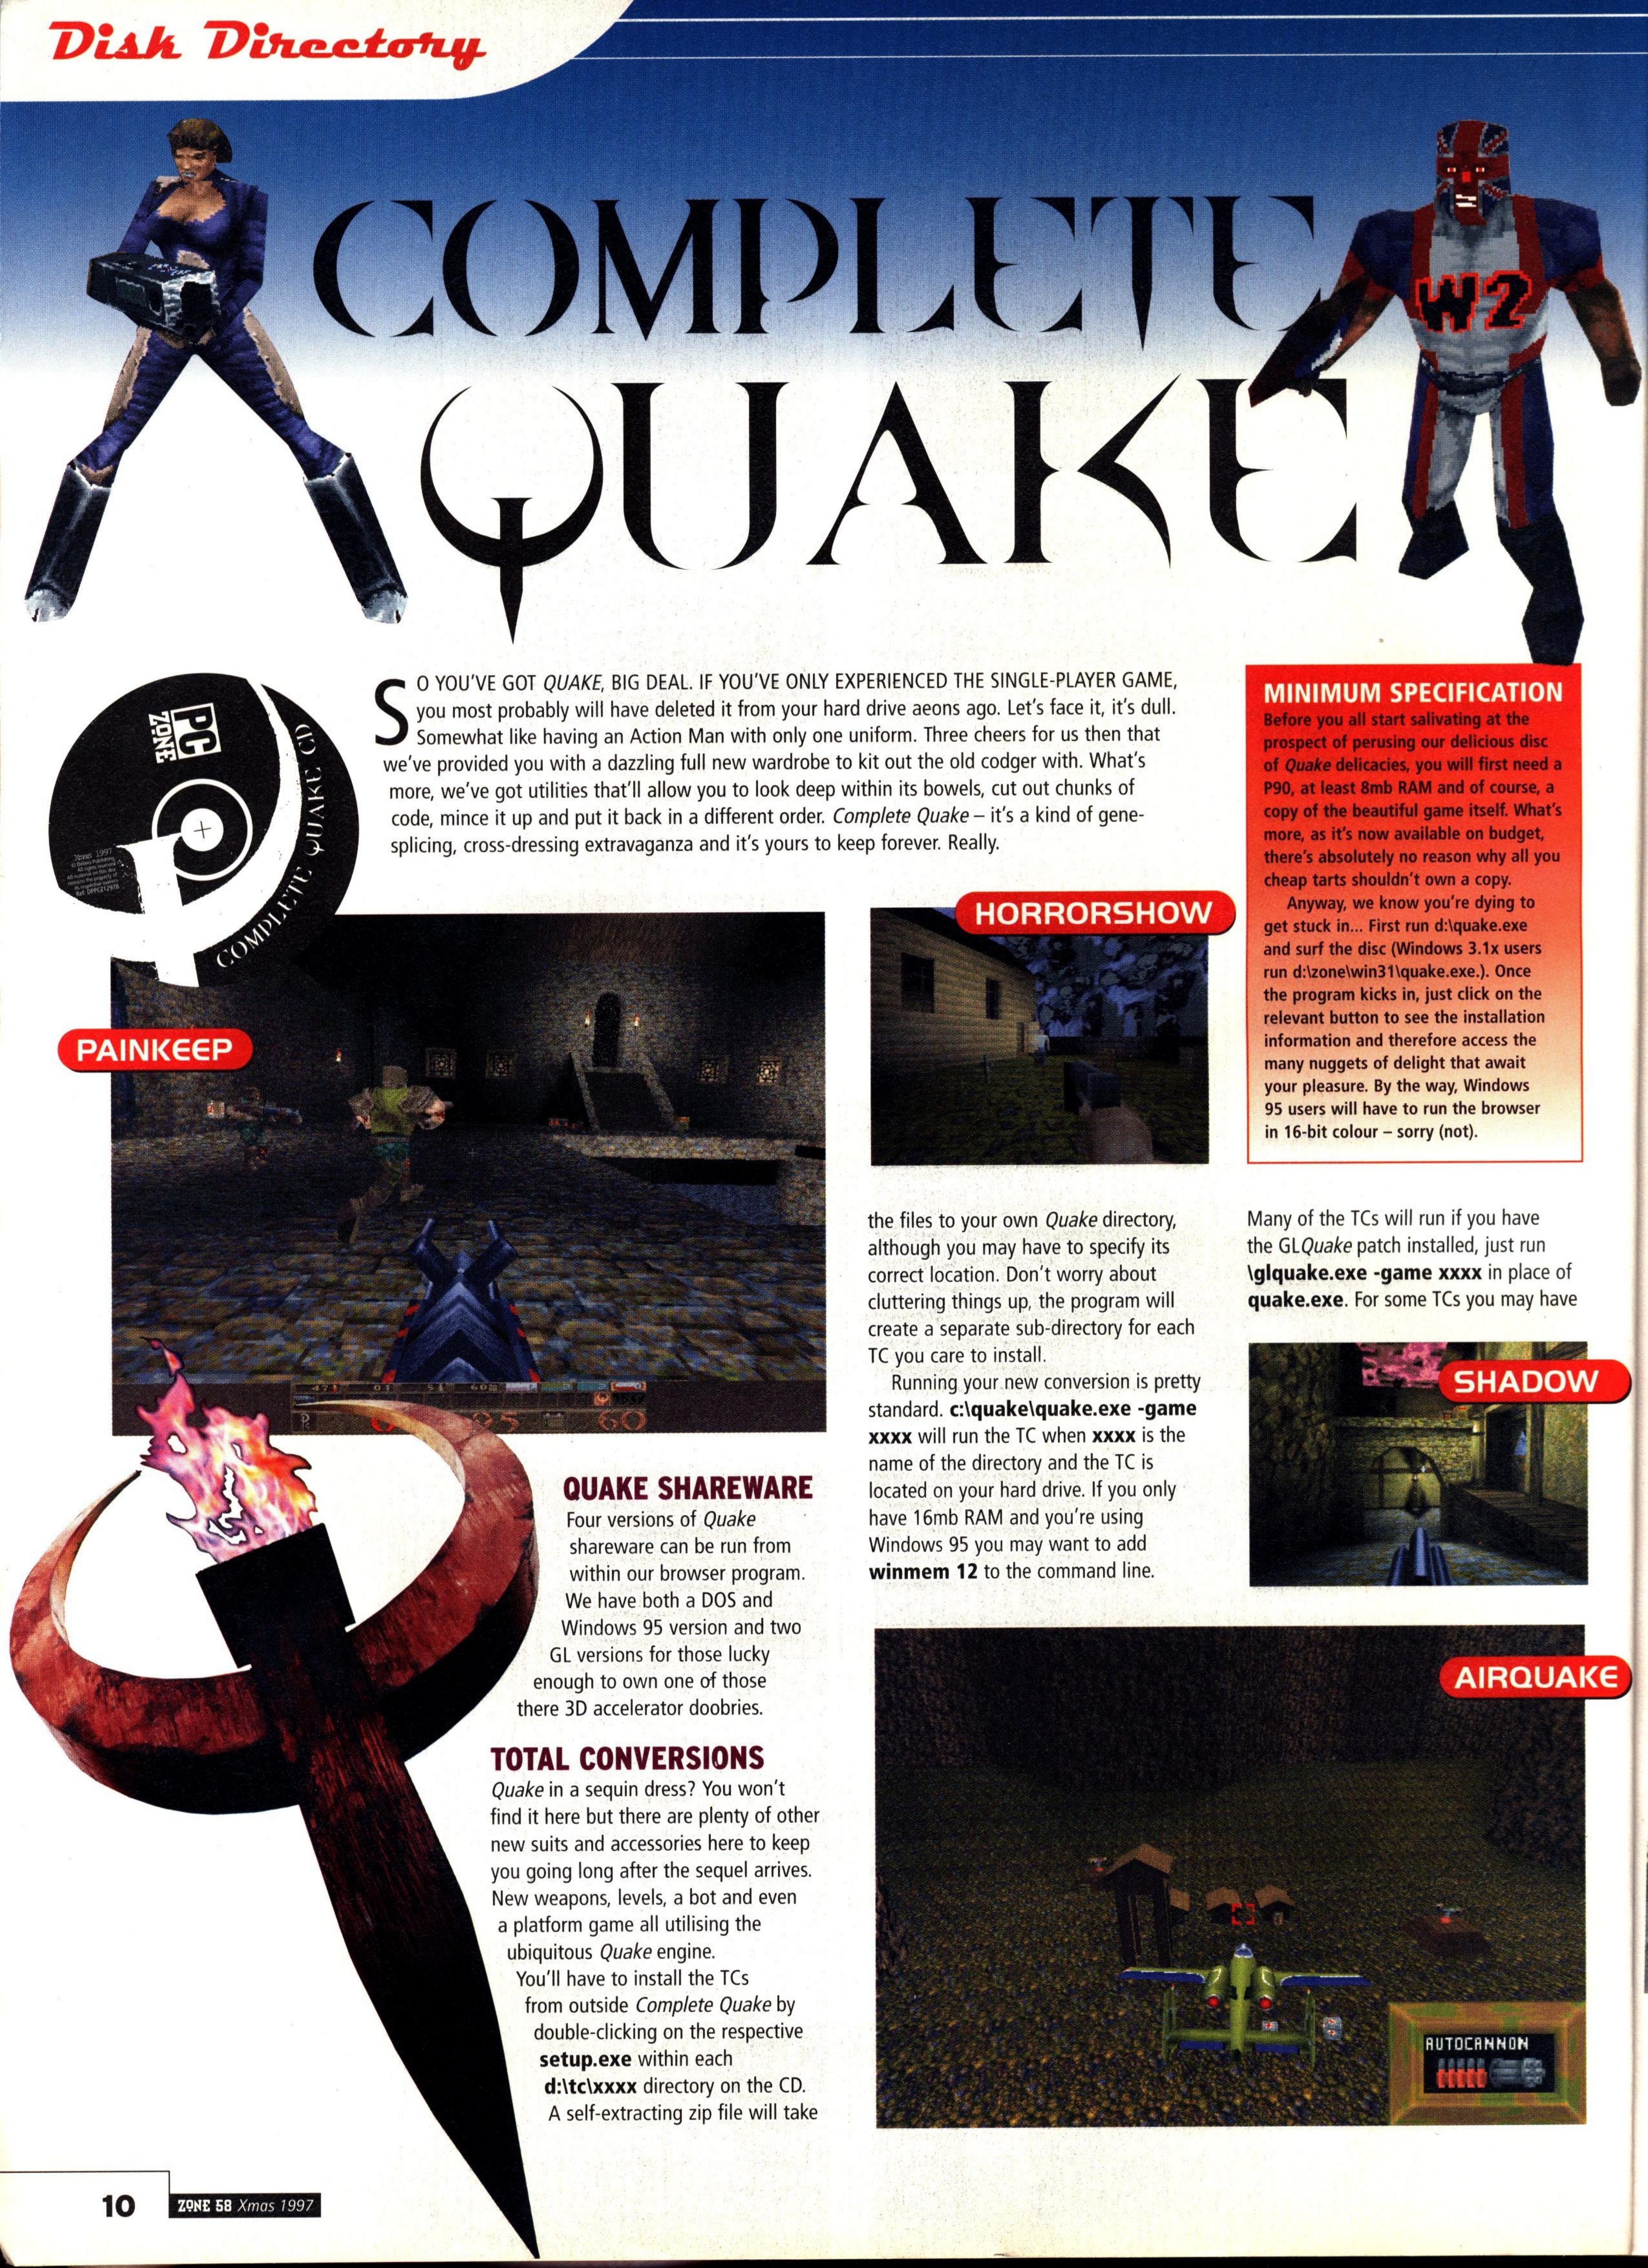 Disk Directory
COMPLETE
QUAKE
W2
PC
ZONE
COMPLETE QUAKE CD
Xmas 1997
SO YOU'VE GOT QUAKE, BIG DEAL. IF YOU'VE ONLY EXPERIENCED THE SINGLE-PLAYER GAME,
you most probably will have deleted it from your hard drive aeons ago. Let's face it, it's dull.
Somewhat like having an Action Man with only one uniform. Three cheers for us then that
we've provided you with a dazzling full new wardrobe to kit out the old codger with. What's
more, we've got utilities that'll allow you to look deep within its bowels, cut out chunks of
code, mince it up and put it back in a different order. Complete Quake – it's a kind of gene-
splicing, cross-dressing extravaganza and it's yours to keep forever. Really.
MINIMUM SPECIFICATION
Before you all start salivating at the
prospect of perusing our delicious disc
of Quake delicacies, you will first need a
P90, at least 8mb RAM and of course, a
copy of the beautiful game itself. What's
more, as it's now available on budget,
there's absolutely no reason why all you
cheap tarts shouldn't own a copy.
Anyway, we know you're dying to
get stuck in... First run d:\quake.exe
and surf the disc (Windows 3.1x users
run d:\zone\win31\quake.exe.). Once
the program kicks in, just click on the
relevant button to see the installation
information and therefore access the
many nuggets of delight that await
your pleasure. By the way, Windows
95 users will have to run the browser
in 16-bit colour – sorry (not).
PAINKEEP
HORRORSHOW
QUAKE SHAREWARE
Four versions of Quake
shareware can be run from
within our browser program.
We have both a DOS and
Windows 95 version and two
GL versions for those lucky
enough to own one of those
there 3D accelerator doobries.
TOTAL CONVERSIONS
Quake in a sequin dress? You won't
find it here but there are plenty of other
new suits and accessories here to keep
you going long after the sequel arrives.
New weapons, levels, a bot and even
a platform game all utilising the
ubiquitous Quake engine.
You'll have to install the TCs
from outside Complete Quake by
double-clicking on the respective
setup.exe within each
d:\tc\xxxx directory on the CD.
A self-extracting zip file will take
the files to your own Quake directory,
although you may have to specify its
correct location. Don't worry about
cluttering things up, the program will
create a separate sub-directory for each
TC you care to install.
Running your new conversion is pretty
standard. c:\quake\quake.exe -game
xxxx will run the TC when xxxx is the
name of the directory and the TC is
located on your hard drive. If you only
have 16mb RAM and you're using
Windows 95 you may want to add
winmem 12 to the command line.
Many of the TCs will run if you have
the GLQuake patch installed, just run
\glquake.exe -game xxxx in place of
quake.exe. For some TCs you may have
SHADOW
AIRQUAKE
AUTOCANNON
10
ZONE 58 Xmas 1997